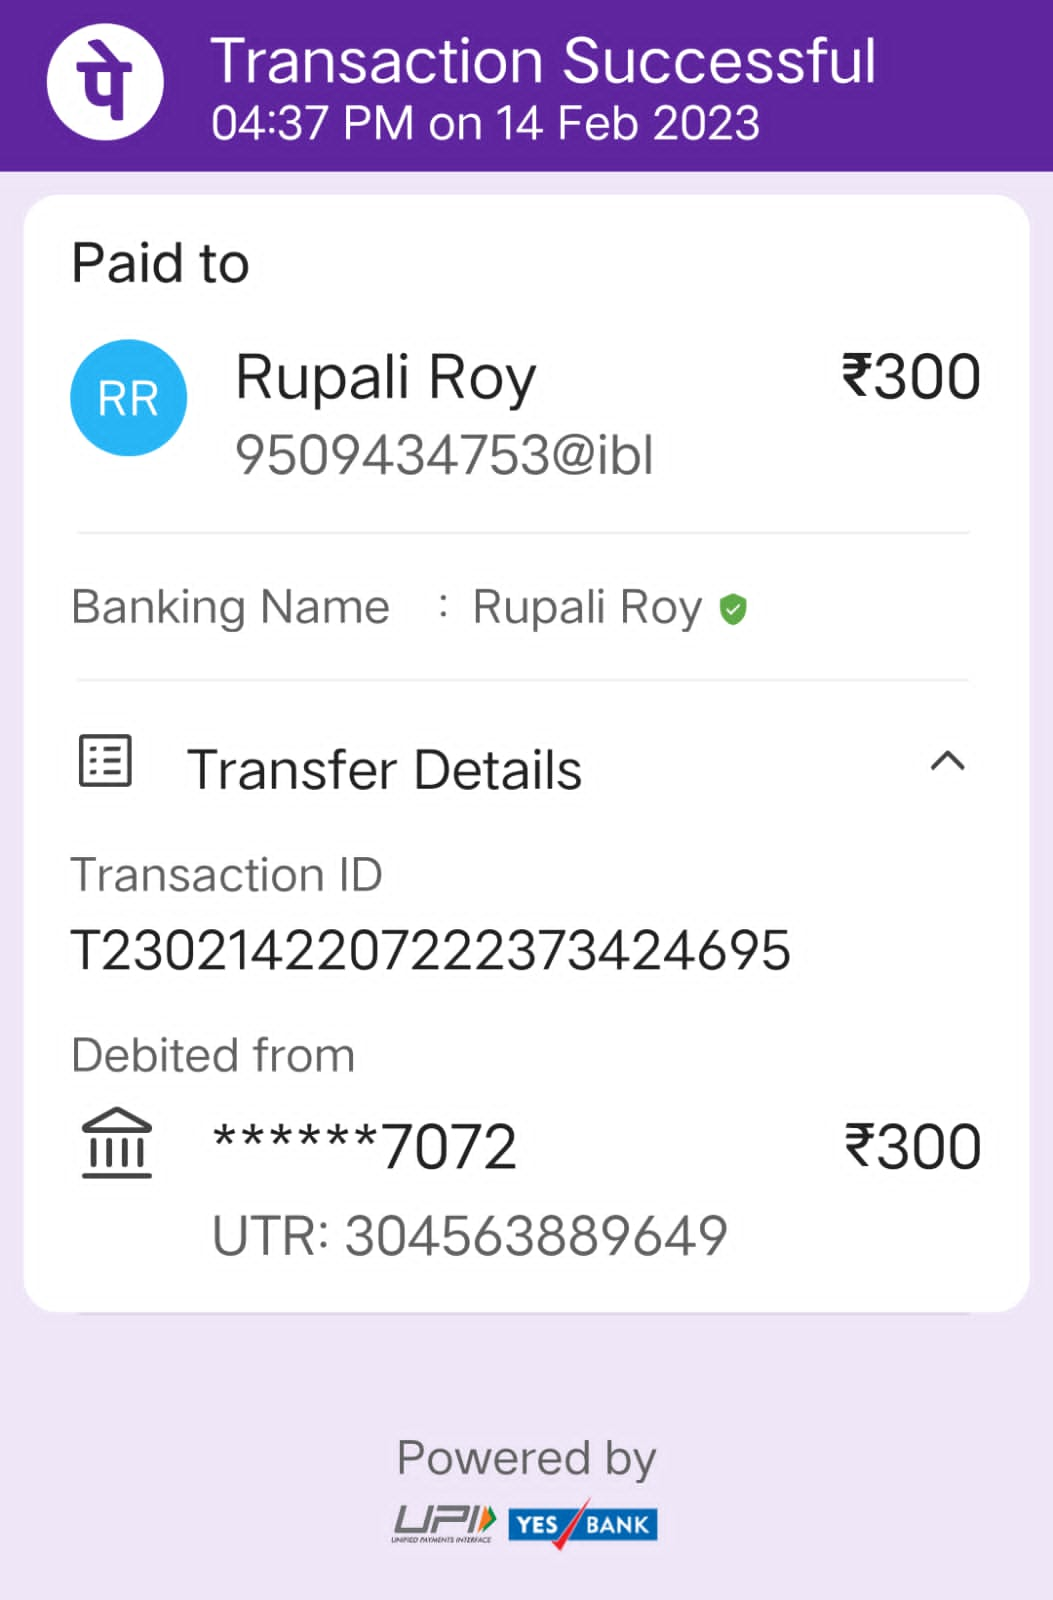 पे
Transaction Successful
04:37 PM on 14 Feb 2023
Paid to
RR
Rupali Roy
₹300
9509434753@ibl
Banking Name : Rupali Roy
Transfer Details
Transaction ID
T2302142207222373424695
Debited from
******7072
₹300
UTR: 304563889649
Powered by
UPI
UNIFIED PAYMENTS INTERFACE
YES BANK